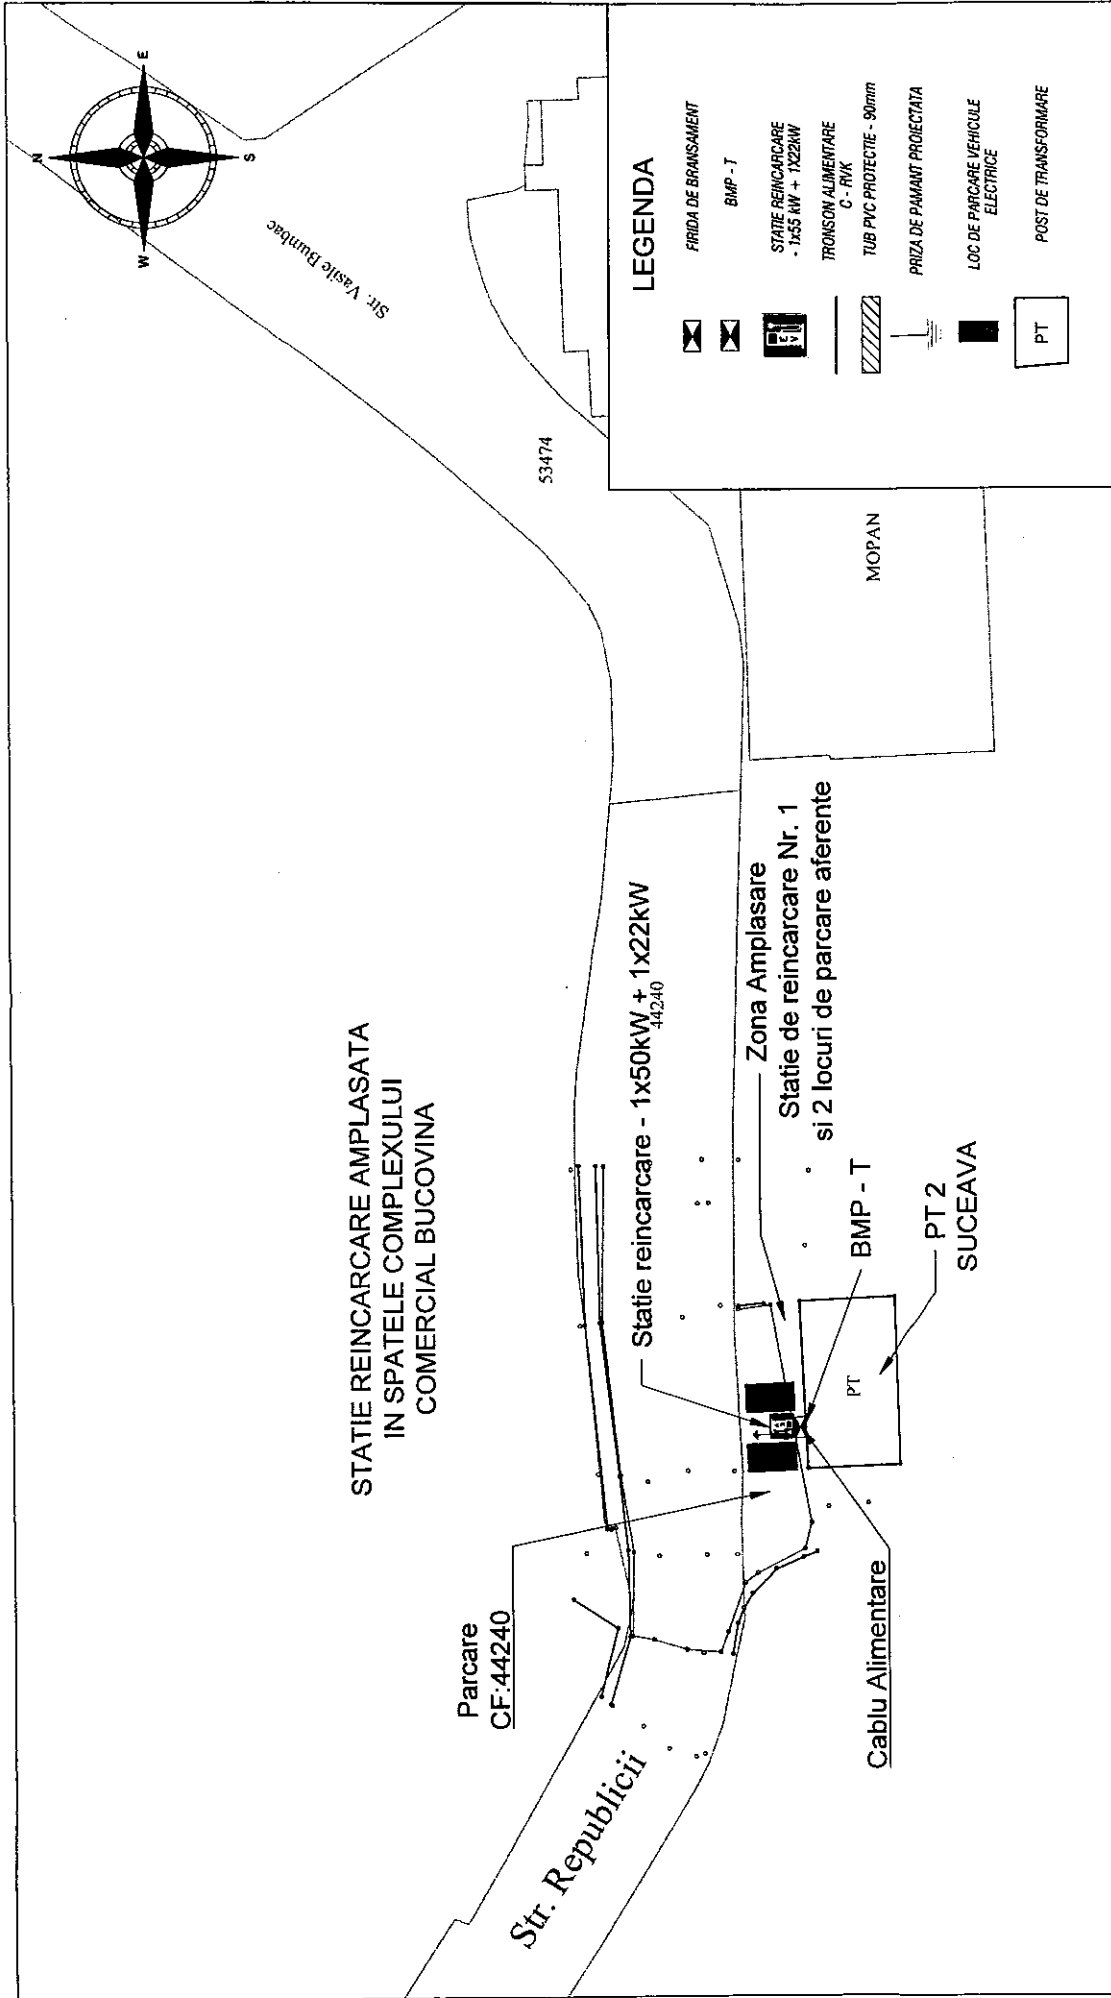 STATIE REINCARCARE AMPLASATA
IN SPATELE COMPLEXULUI
COMERCIAL BUCOVINA
N
E
S
W
Str. Vasile Bumbac
53474
Parcare
CF:44240
Statie reincarcare - 1x50kW + 1x22kW
44240
Str. Republicii
Zona Amplasare
Statie de reincarcare Nr. 1
si 2 locuri de parcare aferente
MOPAN
BMP - T
PT
PT 2
SUCEAVA
Cablu Alimentare
LEGENDA
FIRIDA DE BRANSAMENT
BMP - T
EV
STATIE REINCARCARE
- 1x55 kW + 1X22kW
TRONSON ALIMENTARE
C - RVK
TUB PVC PROTECTIE - 90mm
PRIZA DE PAMANT PROIECTATA
LOC DE PARCARE VEHICULE
ELECTRICE
PT
POST DE TRANSFORMARE